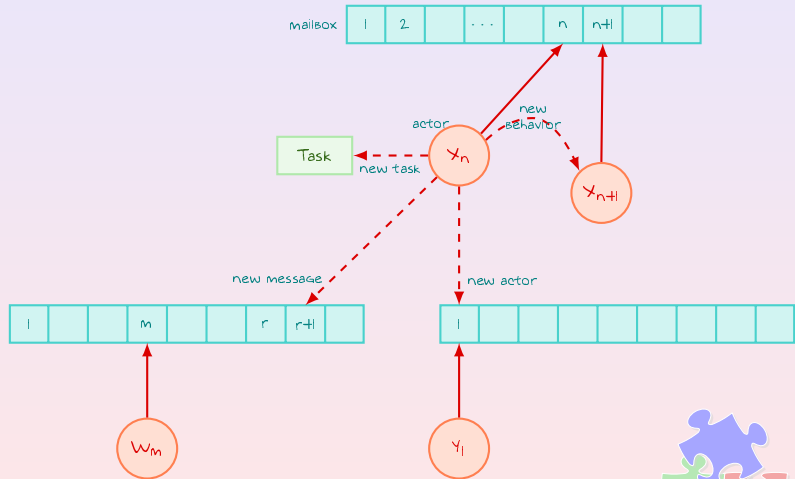 mailbox 1 2 ... n n+1
new
actor behavior
Task Xn
new task
Xn+1
new message
new actor
1 m r r+1 1
Wm Y1